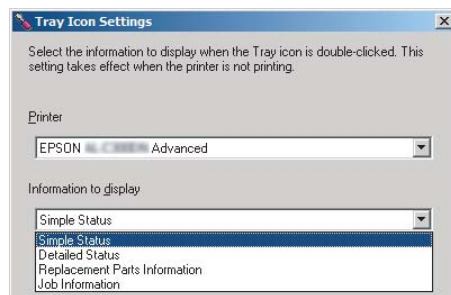 Tray Icon Settings
Select the information to display when the Tray icon is double-clicked. This
setting takes effect when the printer is not printing.
Printer
EPSON Advanced
Information to display
Simple Status
Simple Status
Detailed Status
Replacement Parts Information
Job Information